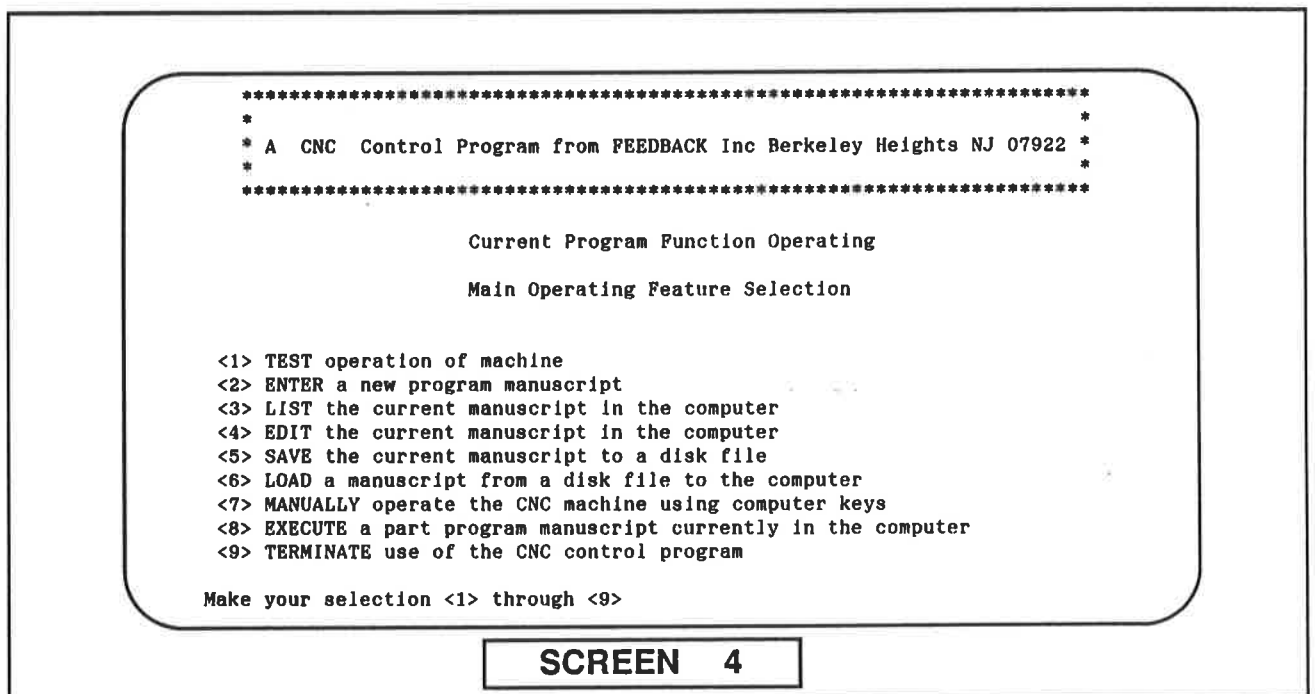 ************************************************************************
* *
* A CNC Control Program from FEEDBACK Inc Berkeley Heights NJ 07922 *
* *
************************************************************************
Current Program Function Operating
Main Operating Feature Selection
<1> TEST operation of machine
<2> ENTER a new program manuscript
<3> LIST the current manuscript in the computer
<4> EDIT the current manuscript in the computer
<5> SAVE the current manuscript to a disk file
<6> LOAD a manuscript from a disk file to the computer
<7> MANUALLY operate the CNC machine using computer keys
<8> EXECUTE a part program manuscript currently in the computer
<9> TERMINATE use of the CNC control program
Make your selection <1> through <9>
SCREEN 4